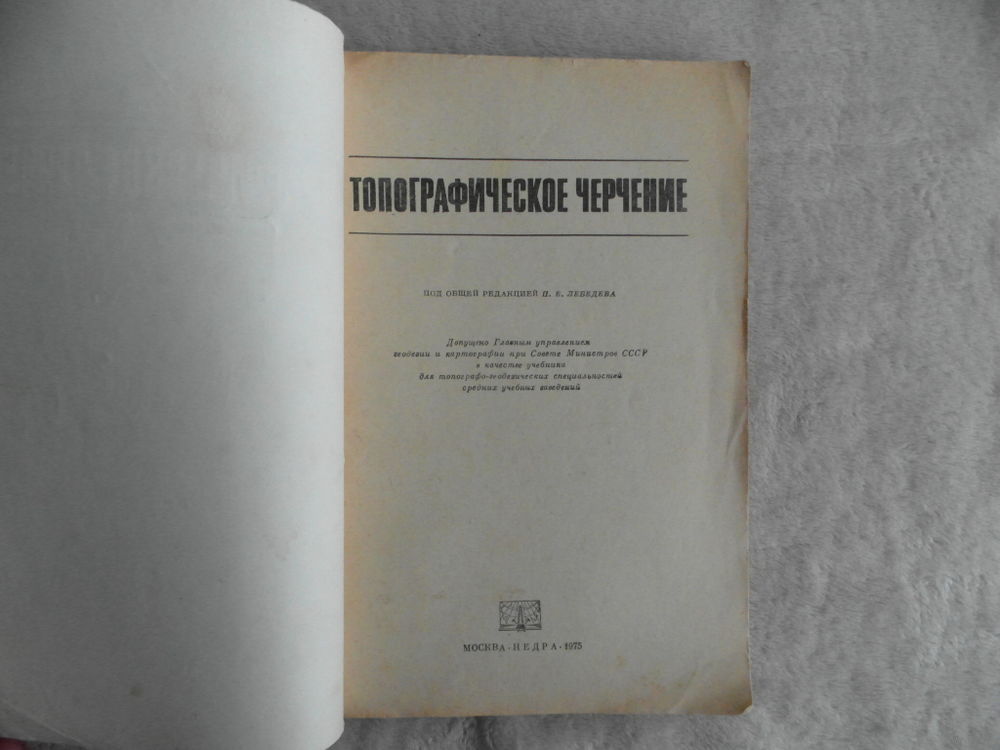 ТОПОГРАФИЧЕСКОЕ ЧЕРЧЕНИЕ
ПОД ОБЩЕЙ РЕДАКЦИЕЙ П. Е. ЛЕБЕДЕВА
Допущено Главным управлением
геодезии и картографии при Совете Министров СССР
в качестве учебника
для топографо-геодезических специальностей
средних учебных заведений
МОСКВА · НЕДРА · 1975